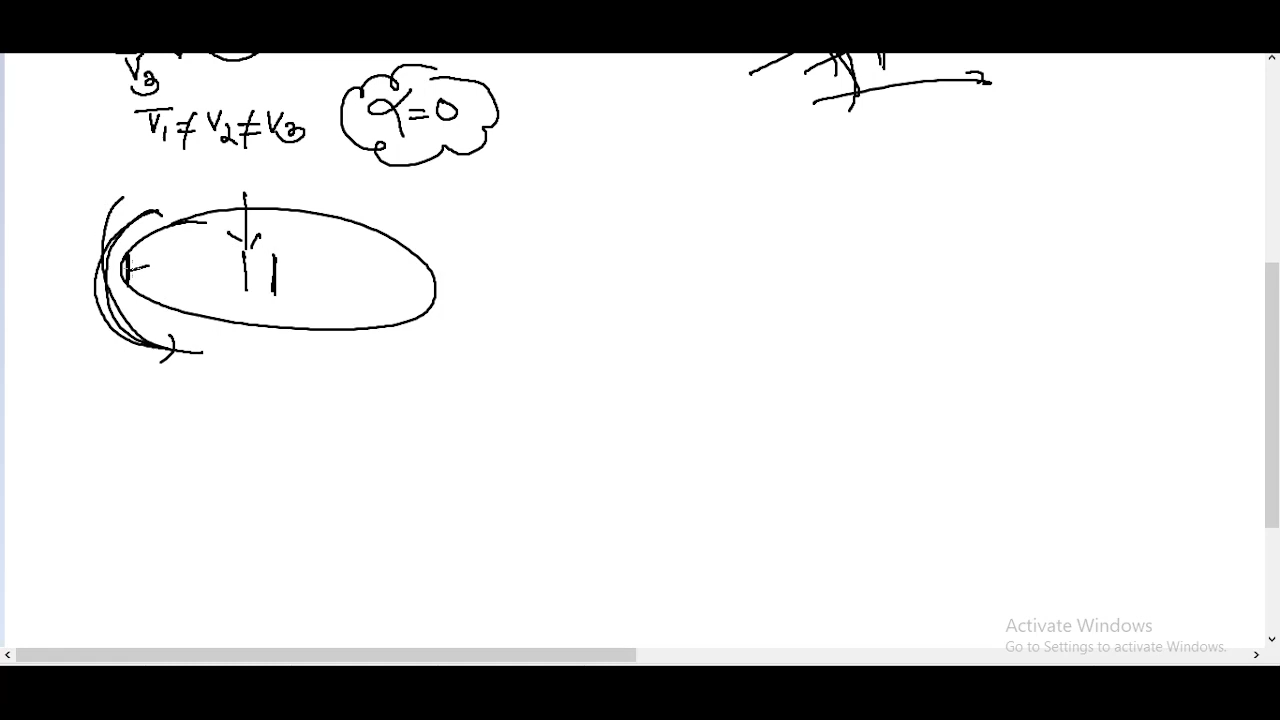 V3
V1 ≠ V2 ≠ V3
α = 0
Activate Windows
Go to Settings to activate Windows.